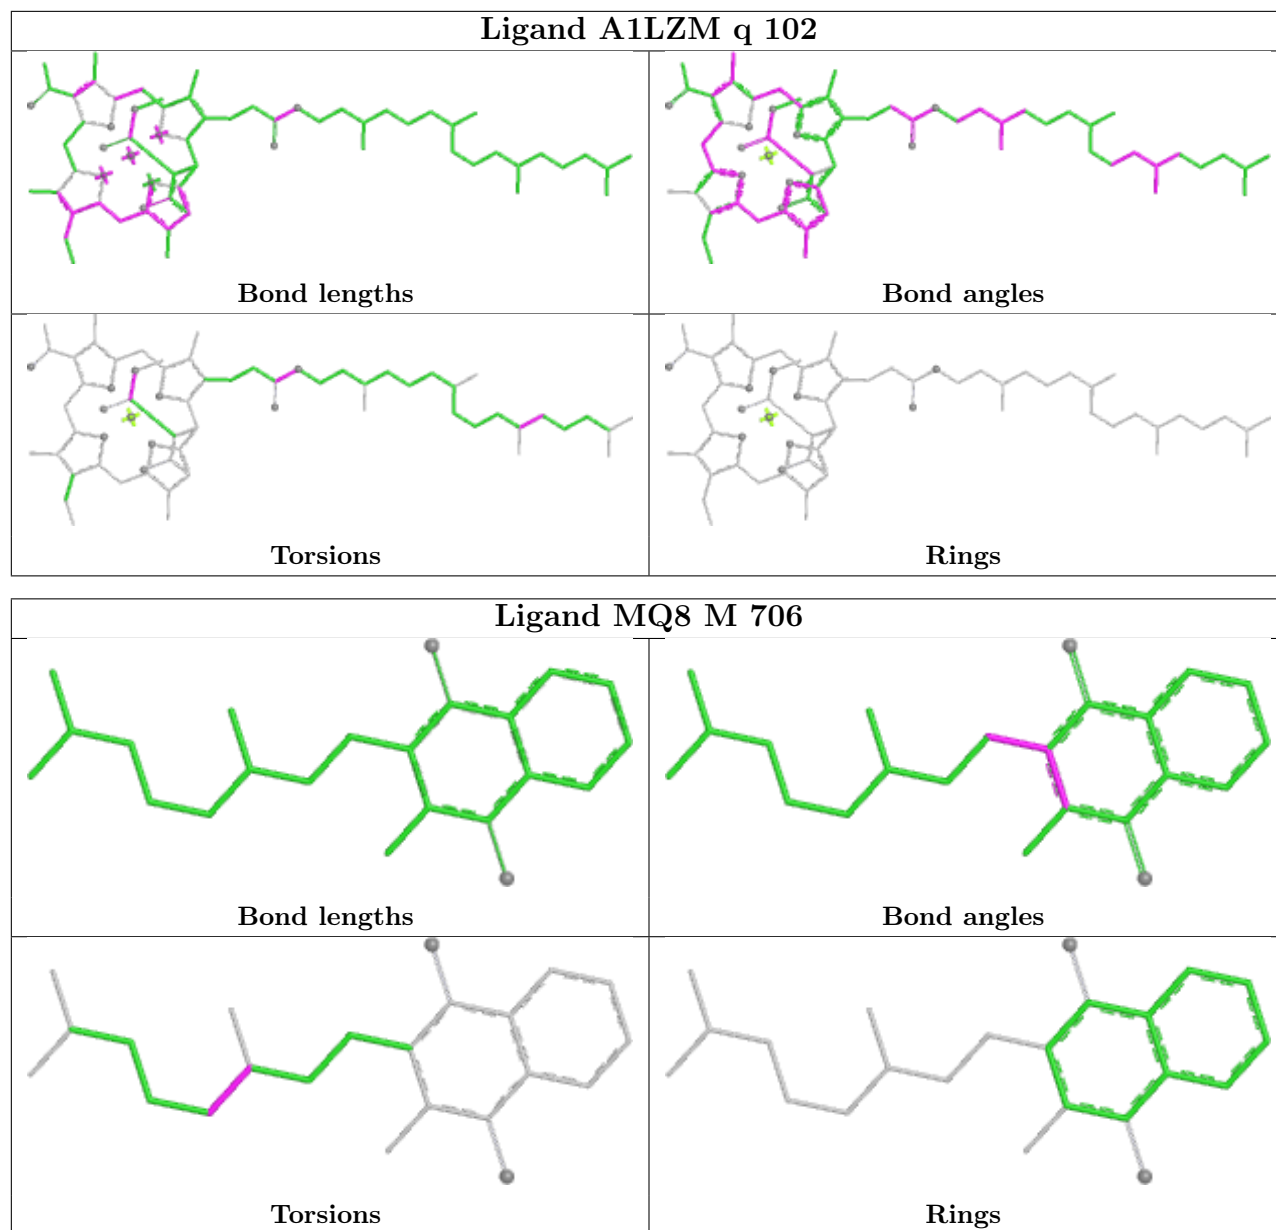 Ligand A1LZM q 102
Bond lengths
Bond angles
Torsions
Rings
Ligand MQ8 M 706
Bond lengths
Bond angles
Torsions
Rings